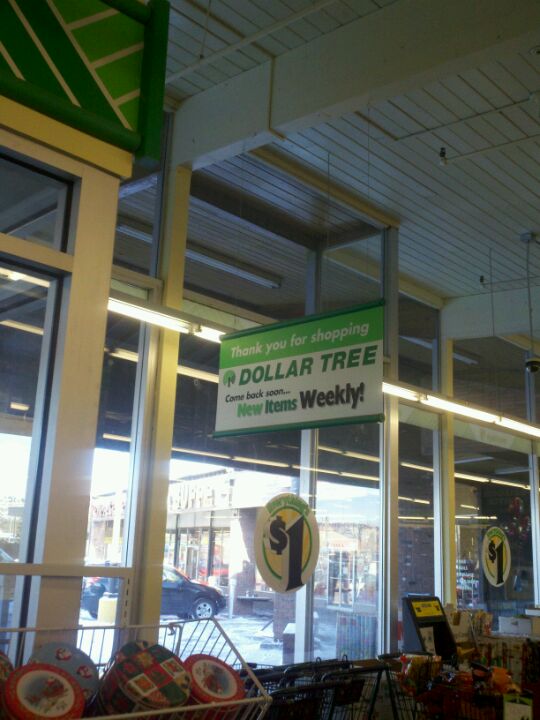 Thank you for shopping
DOLLAR TREE
Come back soon...
New Items Weekly!
$1
$1